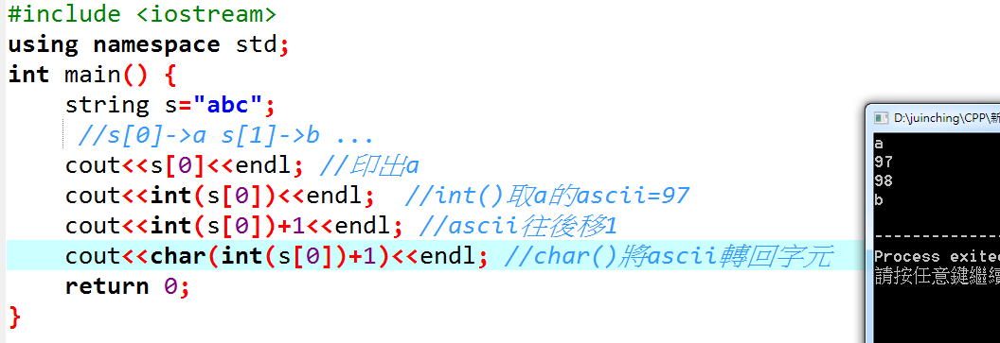 #include <iostream>
using namespace std;
int main() {
    string s="abc";
     //s[0]->a s[1]->b ...
    cout<<s[0]<<endl; //印出a
    cout<<int(s[0])<<endl;  //int()取a的ascii=97
    cout<<int(s[0])+1<<endl; //ascii往後移1
    cout<<char(int(s[0])+1)<<endl; //char()將ascii轉回字元
    return 0;
}
D:\juinching\CPP\新
a
97
98
b
--------------
Process exited
請按任意鍵繼續